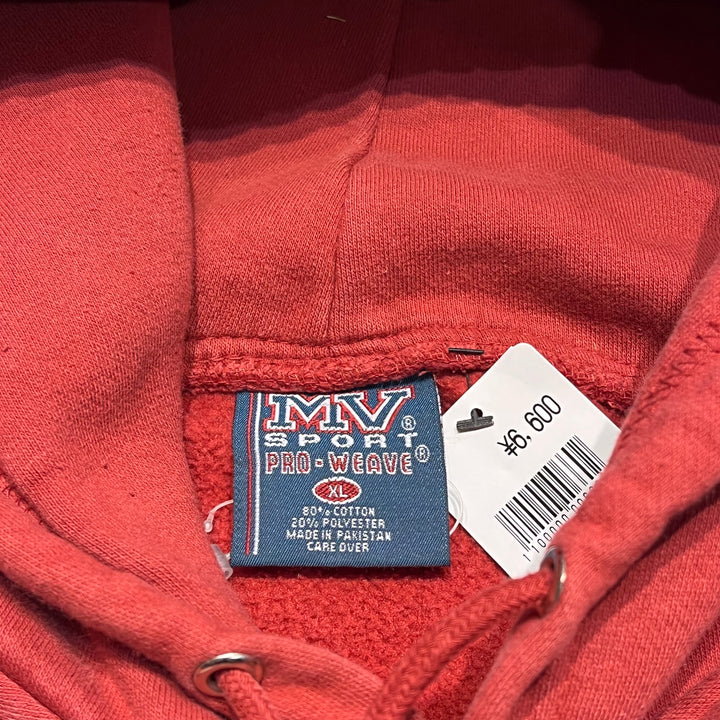 MV®
SPORT
PRO-WEAVE®
XL
80% COTTON
20% POLYESTER
MADE IN PAKISTAN
CARE OVER
¥6,600